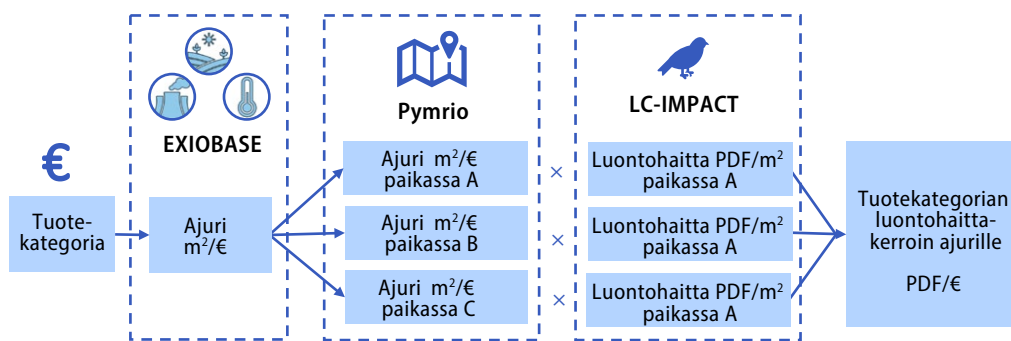 EXIOBASE
Pymrio
LC-IMPACT
€
Tuote-
kategoria
Ajuri
m²/€
Ajuri m²/€
paikassa A
×
Luontohaitta PDF/m²
paikassa A
Ajuri m²/€
paikassa B
×
Luontohaitta PDF/m²
paikassa A
Ajuri m²/€
paikassa C
×
Luontohaitta PDF/m²
paikassa A
Tuotekategorian
luontohaitta-
kerroin ajurille
PDF/€